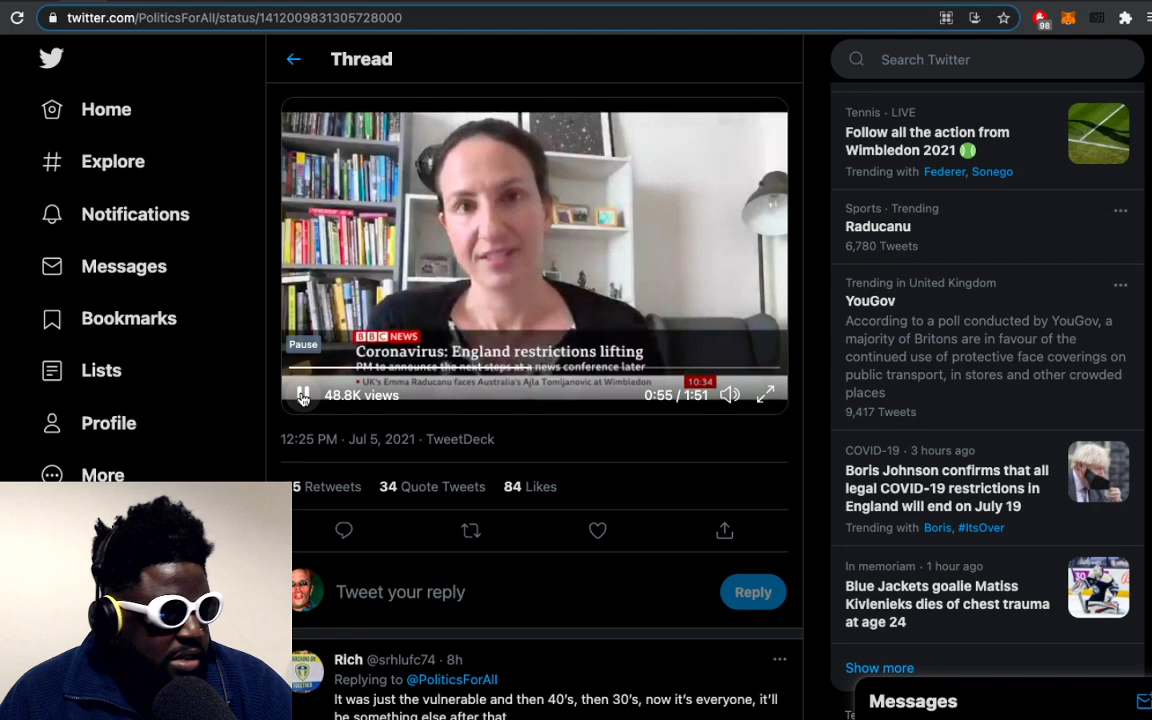 twitter.com/PoliticsForAll/status/1412009831305728000
98
Home
Explore
Notifications
Messages
Bookmarks
Lists
Profile
More
Thread
BBC NEWS
Pause
Coronavirus: England restrictions lifting
PM to announce the next steps at a news conference later
• UK's Emma Raducanu faces Australia's Ajla Tomljanovic at Wimbledon
10:34
48.8K views
0:55 / 1:51
12:25 PM · Jul 5, 2021 · TweetDeck
5 Retweets 34 Quote Tweets 84 Likes
Tweet your reply
Reply
Rich @srhlufc74 · 8h
Replying to @PoliticsForAll
It was just the vulnerable and then 40's, then 30's, now it's everyone, it'll
be something else after that
Search Twitter
Tennis · LIVE
Follow all the action from
Wimbledon 2021
Trending with Federer, Sonego
Sports · Trending
Raducanu
6,780 Tweets
Trending in United Kingdom
YouGov
According to a poll conducted by YouGov, a
majority of Britons are in favour of the
continued use of protective face coverings on
public transport, in stores and other crowded
places
9,417 Tweets
COVID-19 · 3 hours ago
Boris Johnson confirms that all
legal COVID-19 restrictions in
England will end on July 19
Trending with Boris, #ItsOver
In memoriam · 1 hour ago
Blue Jackets goalie Matiss
Kivlenieks dies of chest trauma
at age 24
Show more
Messages